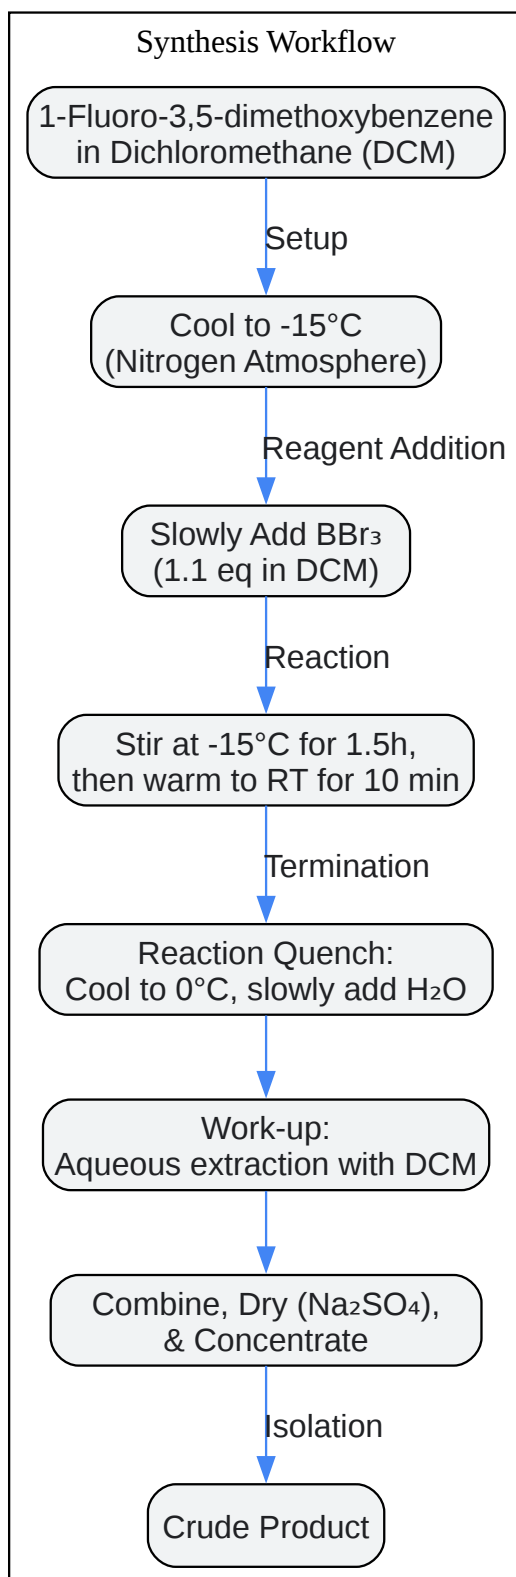 Synthesis Workflow
1-Fluoro-3,5-dimethoxybenzene
in Dichloromethane (DCM)
Setup
Cool to -15°C
(Nitrogen Atmosphere)
Reagent Addition
Slowly Add BBr₃
(1.1 eq in DCM)
Reaction
Stir at -15°C for 1.5h,
then warm to RT for 10 min
Termination
Reaction Quench:
Cool to 0°C, slowly add H₂O
Work-up:
Aqueous extraction with DCM
Combine, Dry (Na₂SO₄),
& Concentrate
Isolation
Crude Product